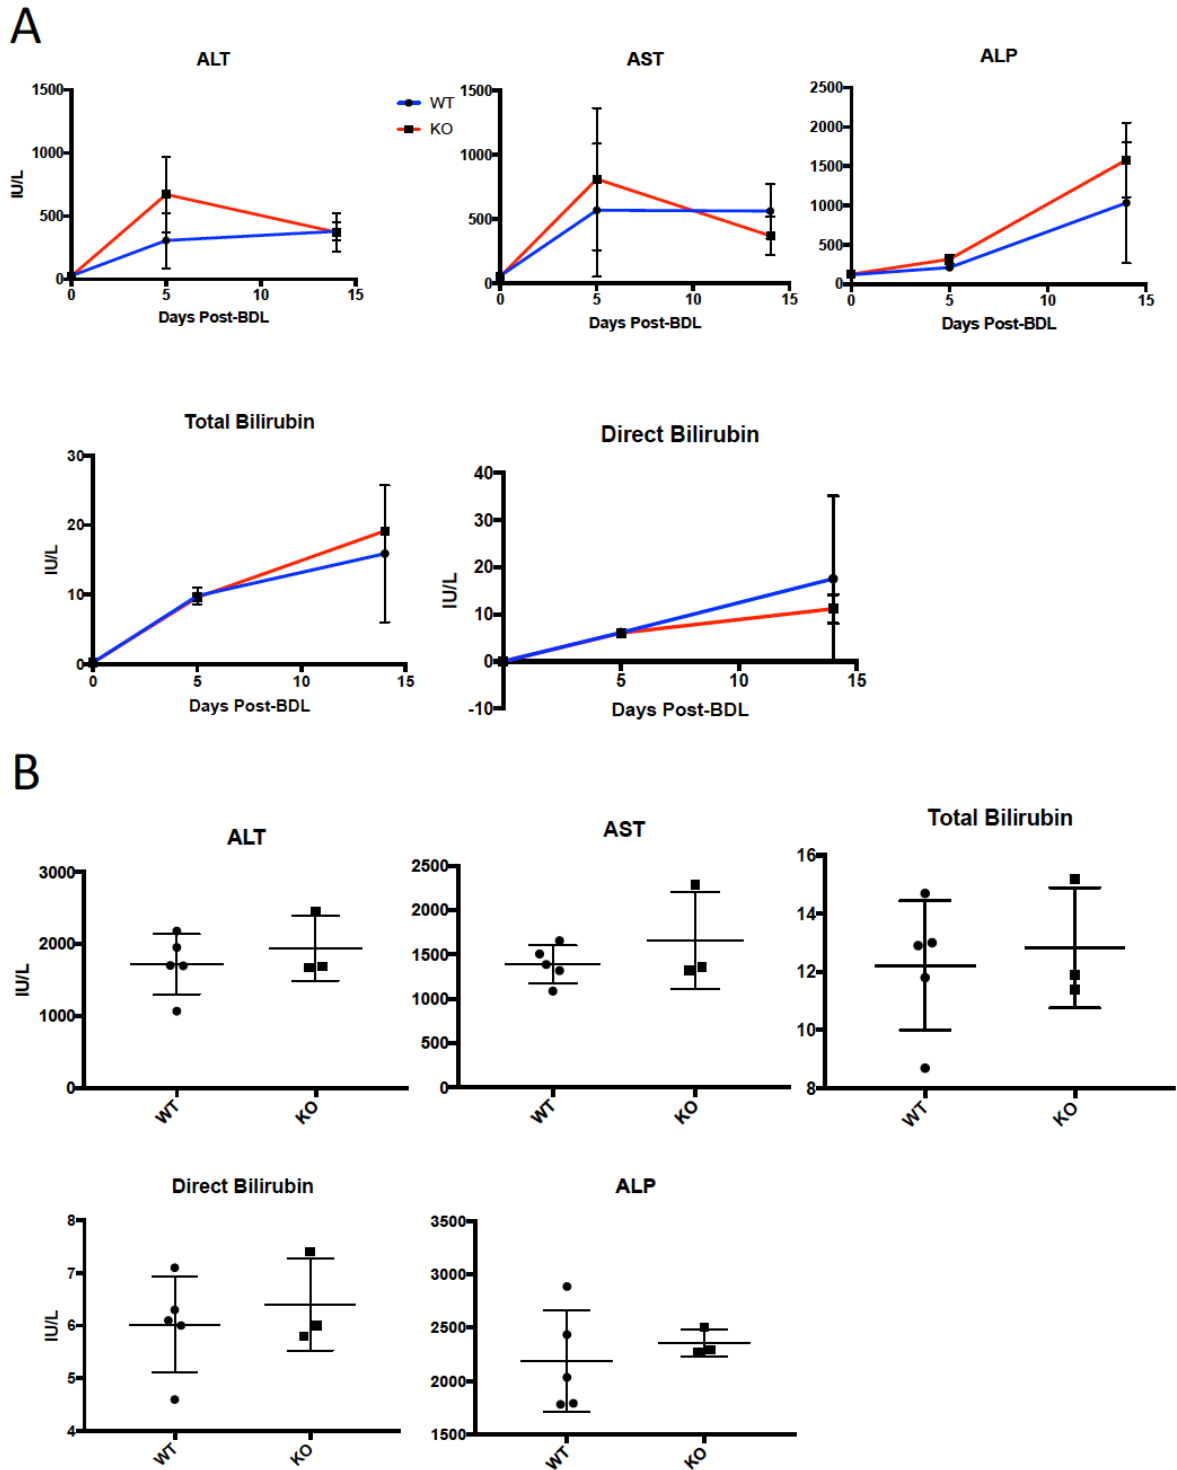 A
ALT
1500
1000
500
0
IU/L
0 5 10 15
Days Post-BDL
WT
KO
AST
1500
1000
500
0
0 5 10 15
Days Post-BDL
ALP
2500
2000
1500
1000
500
0
0 5 10 15
Days Post-BDL
Total Bilirubin
30
20
10
0
IU/L
0 5 10 15
Days Post-BDL
Direct Bilirubin
40
30
20
10
0
-10
IU/L
5 10 15
Days Post-BDL
B
ALT
3000
2000
1000
0
IU/L
WT KO
AST
2500
2000
1500
1000
500
0
WT KO
Total Bilirubin
16
14
12
10
8
WT KO
Direct Bilirubin
8
7
6
5
4
IU/L
WT KO
ALP
3500
3000
2500
2000
1500
WT KO